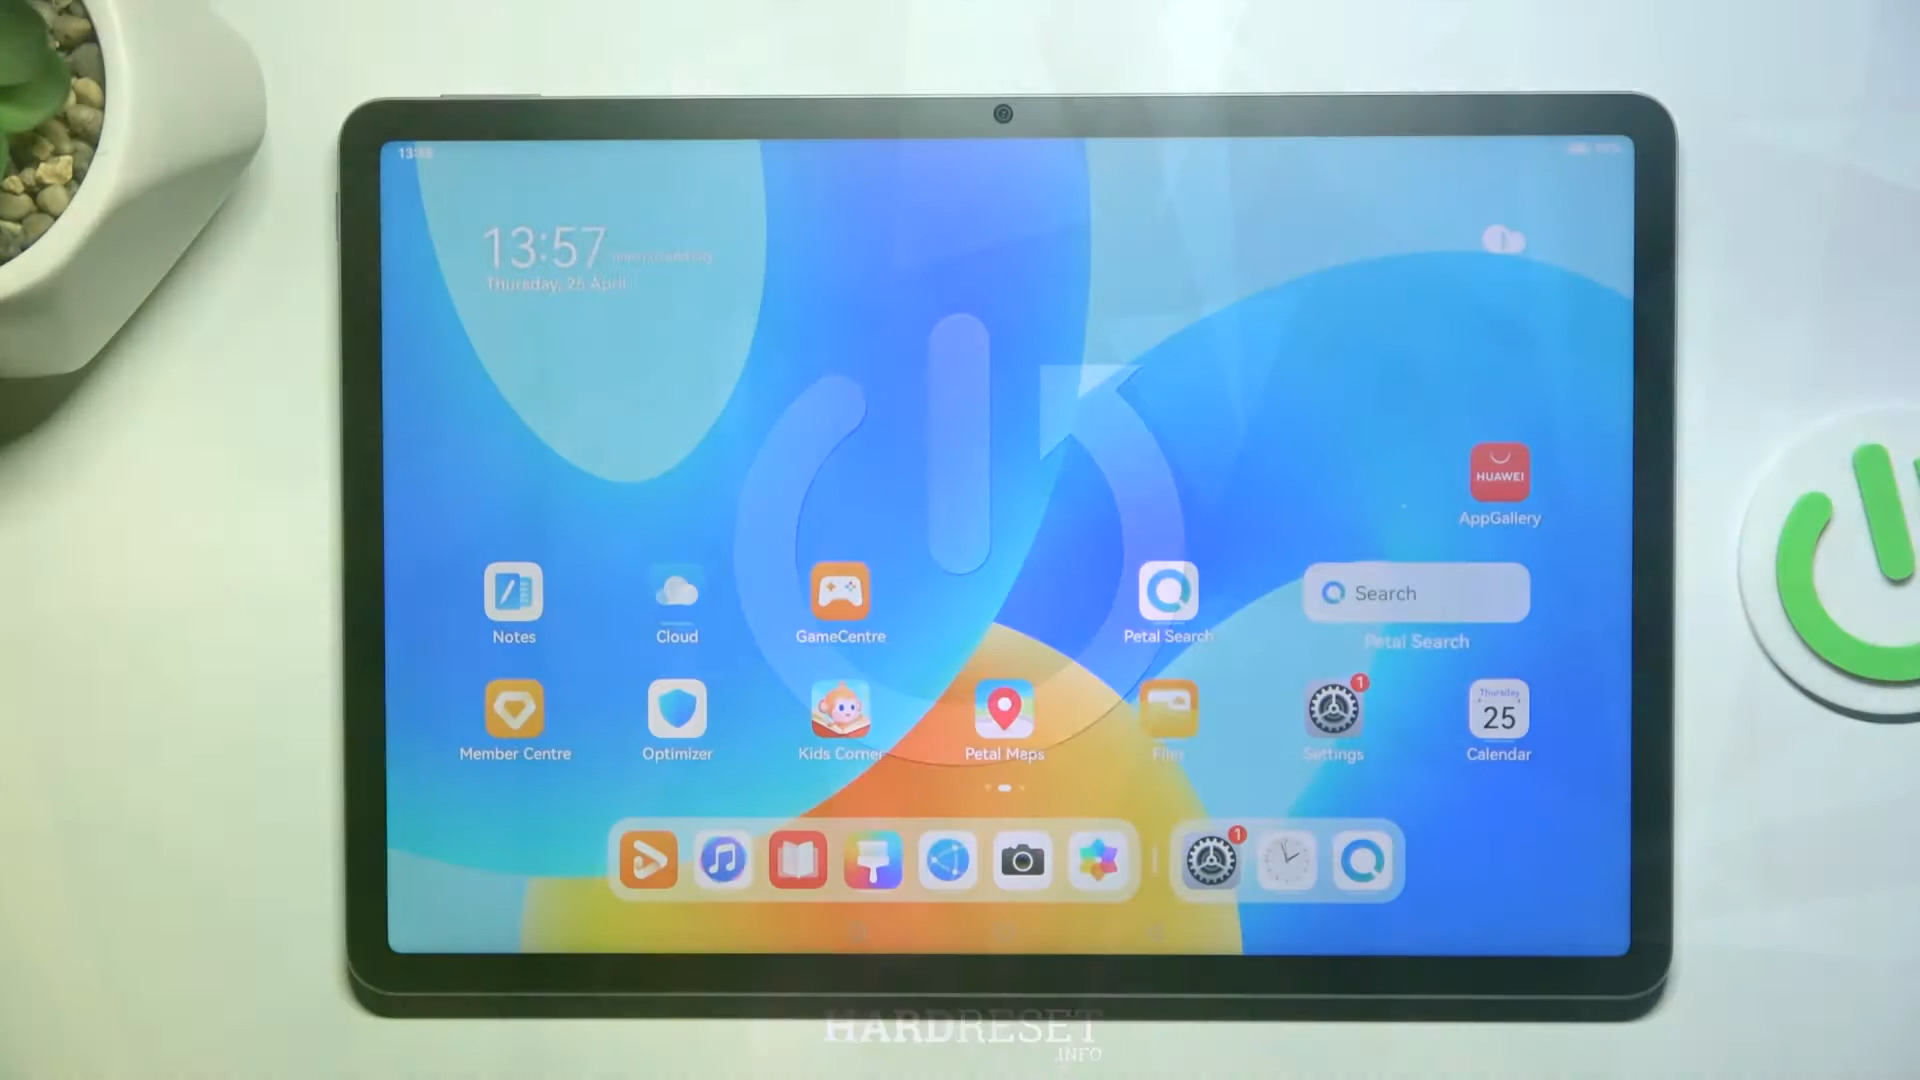 13:57
Thursday, 25 April
HUAWEI
AppGallery
Notes
Cloud
GameCentre
Petal Search
Search
Petal Search
Member Centre
Optimizer
Kids Corner
Petal Maps
Files
1
Settings
Thursday
25
Calendar
1
HARDRESET
.INFO